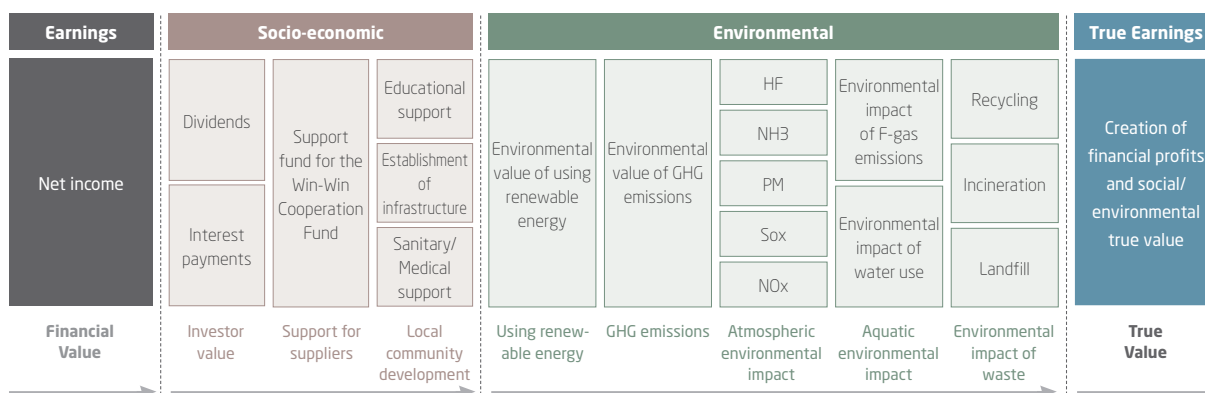 Earnings
Socio-economic
Environmental
True Earnings
Net income
Dividends
Interest
payments
Support
fund for the
Win-Win
Cooperation
Fund
Educational
support
Establishment
of
infrastructure
Sanitary/
Medical
support
Environmental
value of using
renewable
energy
Environmental
value of GHG
emissions
HF
NH3
PM
Sox
NOx
Environmental
impact
of F-gas
emissions
Environmental
impact of
water use
Recycling
Incineration
Landfill
Creation of
financial profits
and social/
environmental
true value
Financial
Value
Investor
value
Support for
suppliers
Local
community
development
Using renew-
able energy
GHG emissions
Atmospheric
environmental
impact
Aquatic
environmental
impact
Environmental
impact of
waste
True
Value